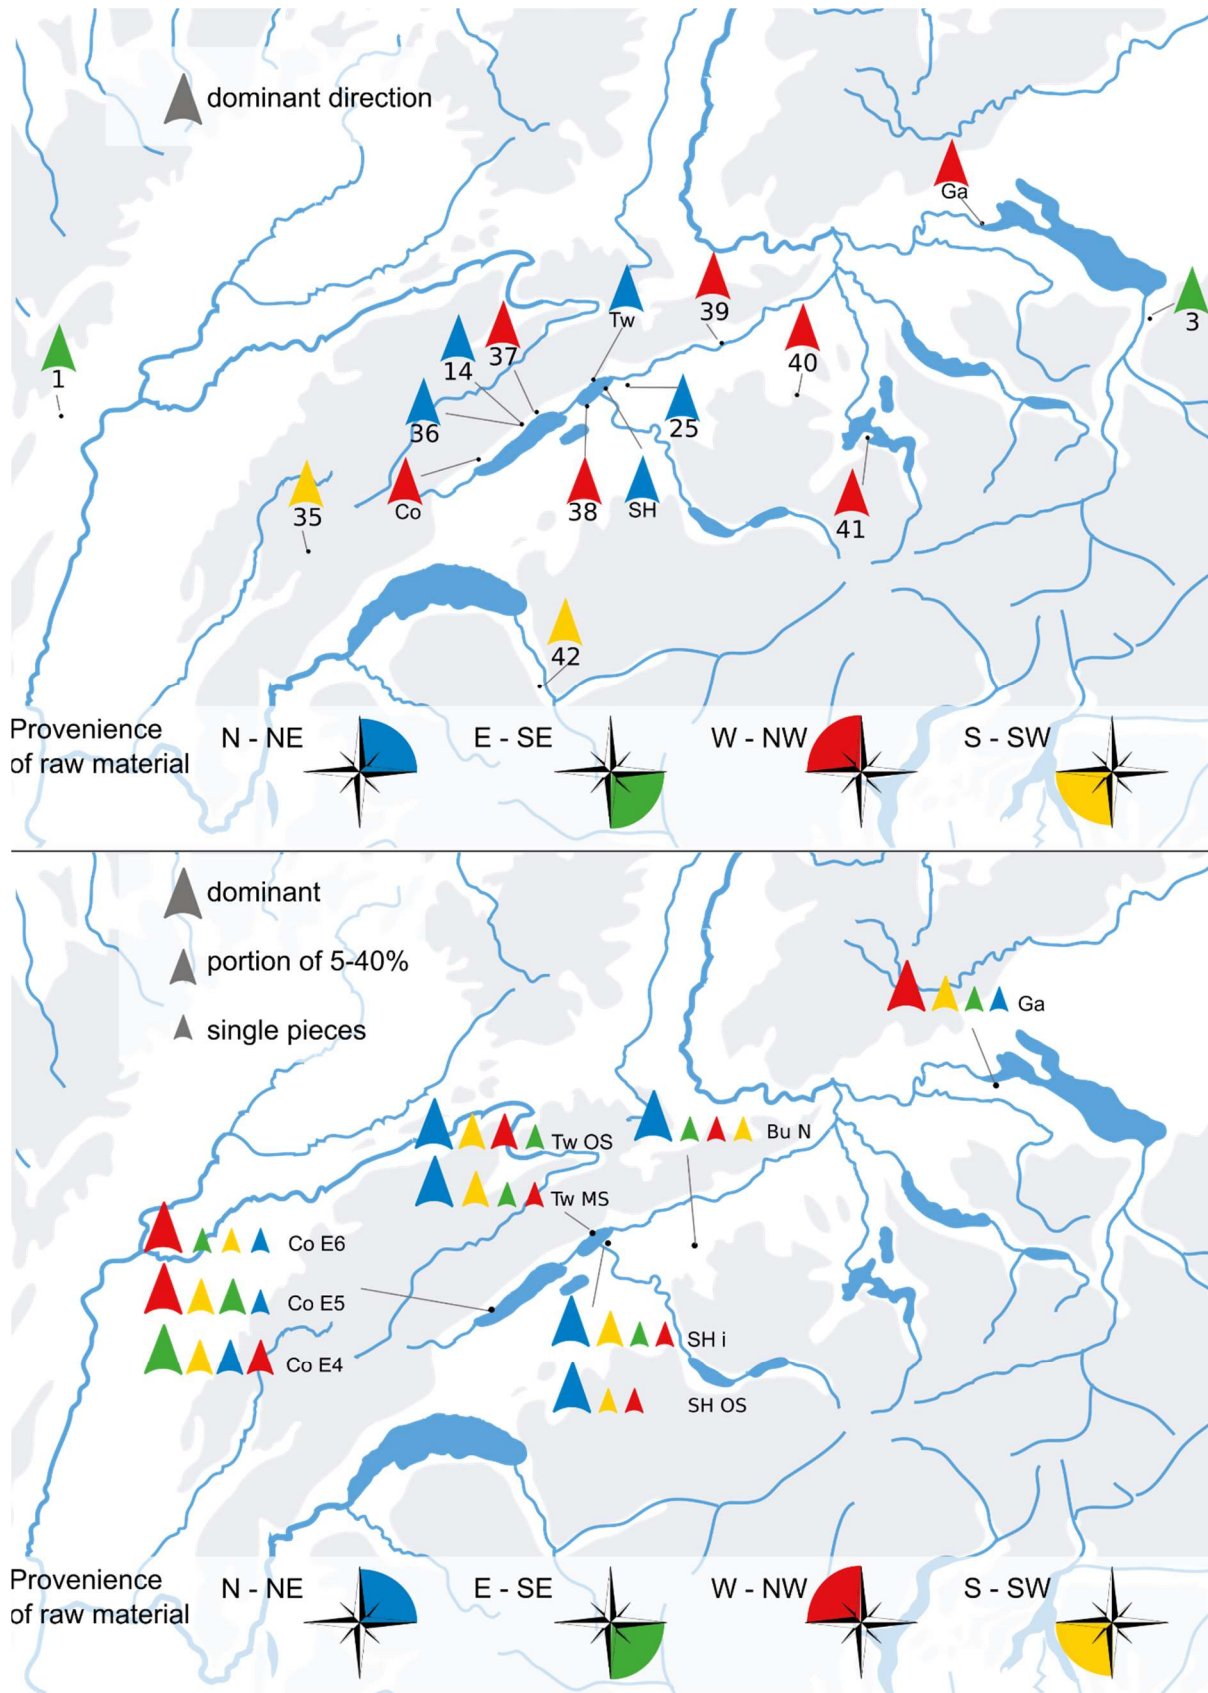 dominant direction
Ga
3
Tw
39
37
14
40
1
36
25
35
Co
38
SH
41
42
Provenience
of raw material
N - NE
E - SE
W - NW
S - SW
dominant
portion of 5-40%
single pieces
Ga
Tw OS
Bu N
Tw MS
Co E6
Co E5
Co E4
SH i
SH OS
Provenience
of raw material
N - NE
E - SE
W - NW
S - SW